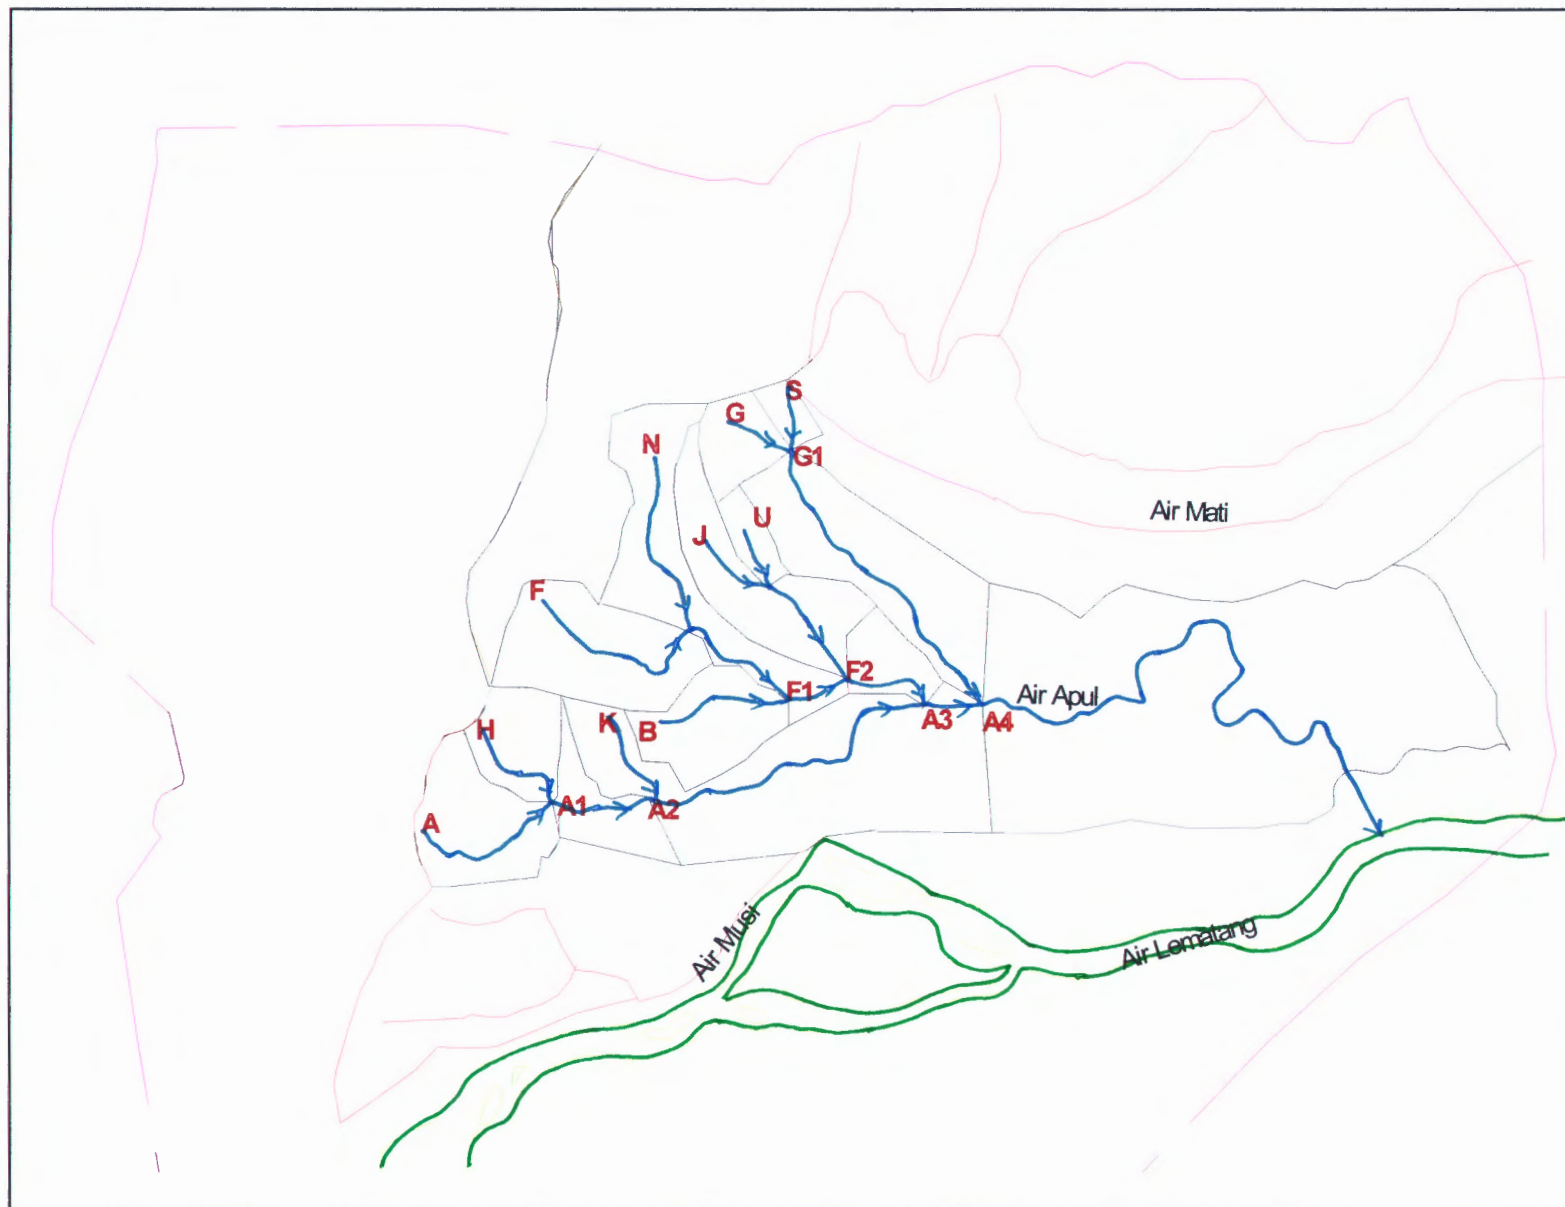 S
G
N
G1
Air Mati
U
J
F
F2
F1
Air Apul
H
K
B
A3
A4
A1
A2
A
Air Musi
Air Lematang